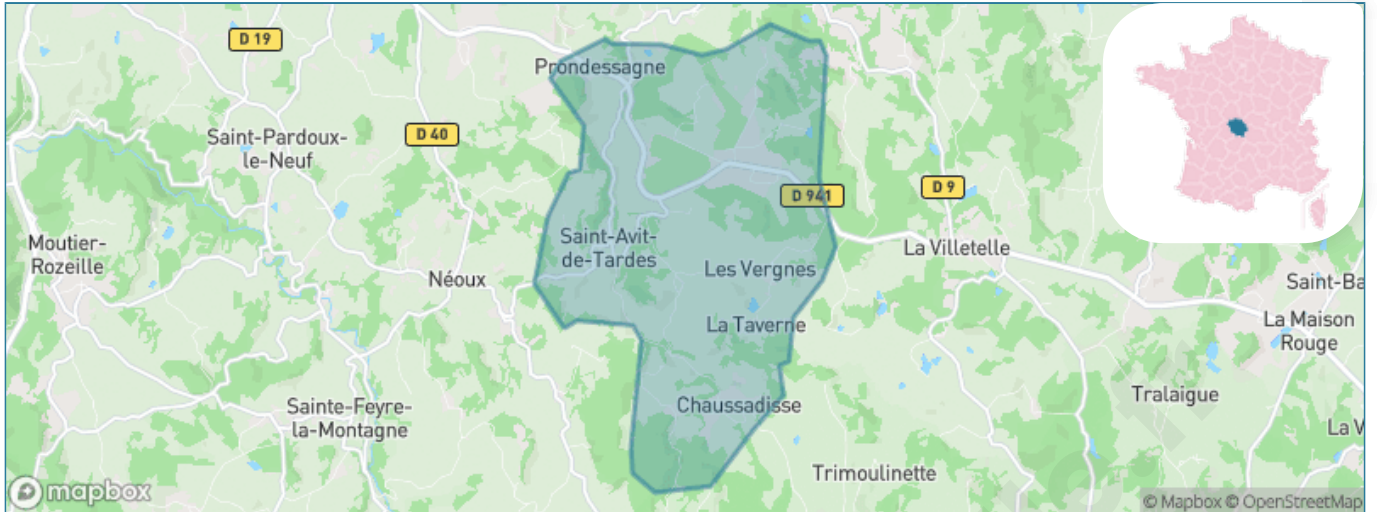 D 19
Prondessagne
Saint-Pardoux-
le-Neuf
D 40
D 941
D 9
Moutier-
Rozeille
Saint-Avit-
de-Tardes
La Villetelle
Néoux
Les Vergnes
Saint-Ba
La Taverne
La Maison
Rouge
Tralaigue
Sainte-Feyre-
la-Montagne
Chaussadisse
La V
Trimoulinette
mapbox
© Mapbox © OpenStreetMap